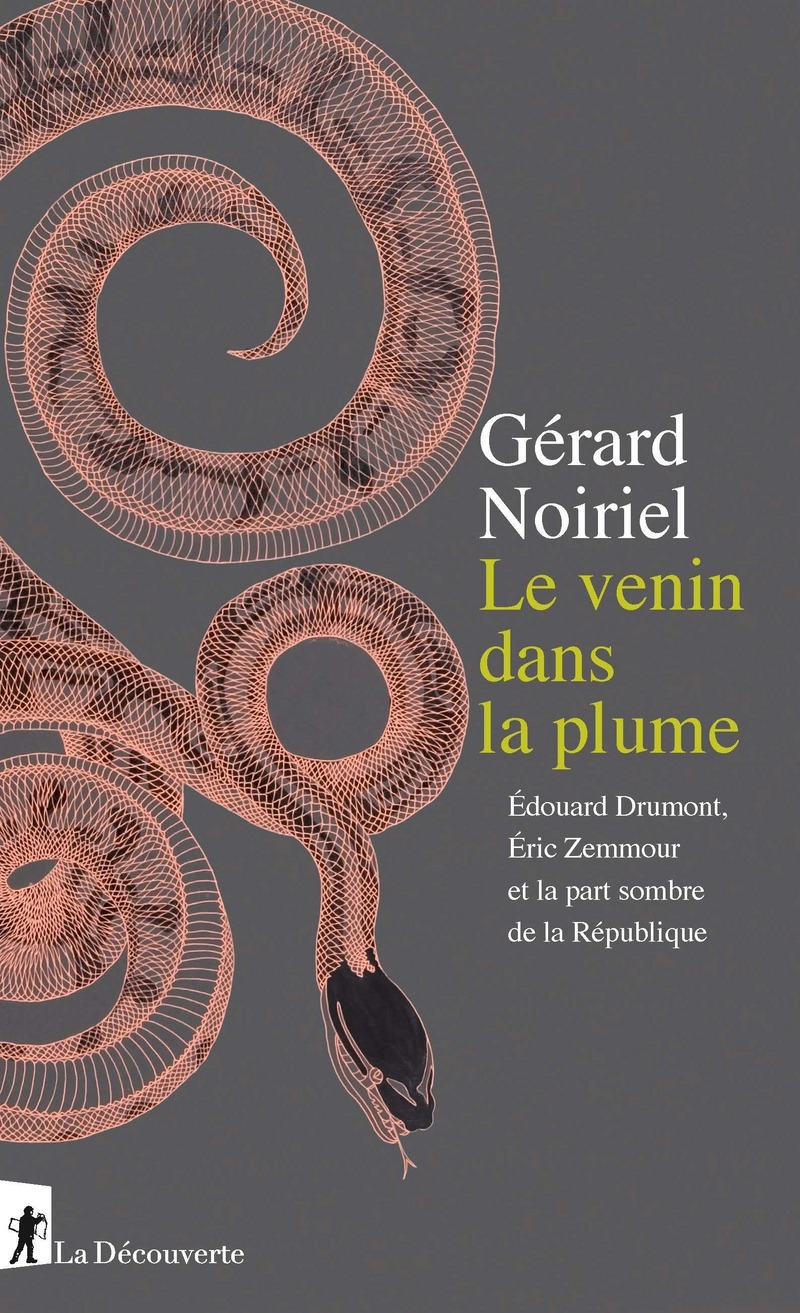 Gérard
Noiriel
Le venin
dans
la plume
Édouard Drumont,
Éric Zemmour
et la part sombre
de la République
La Découverte